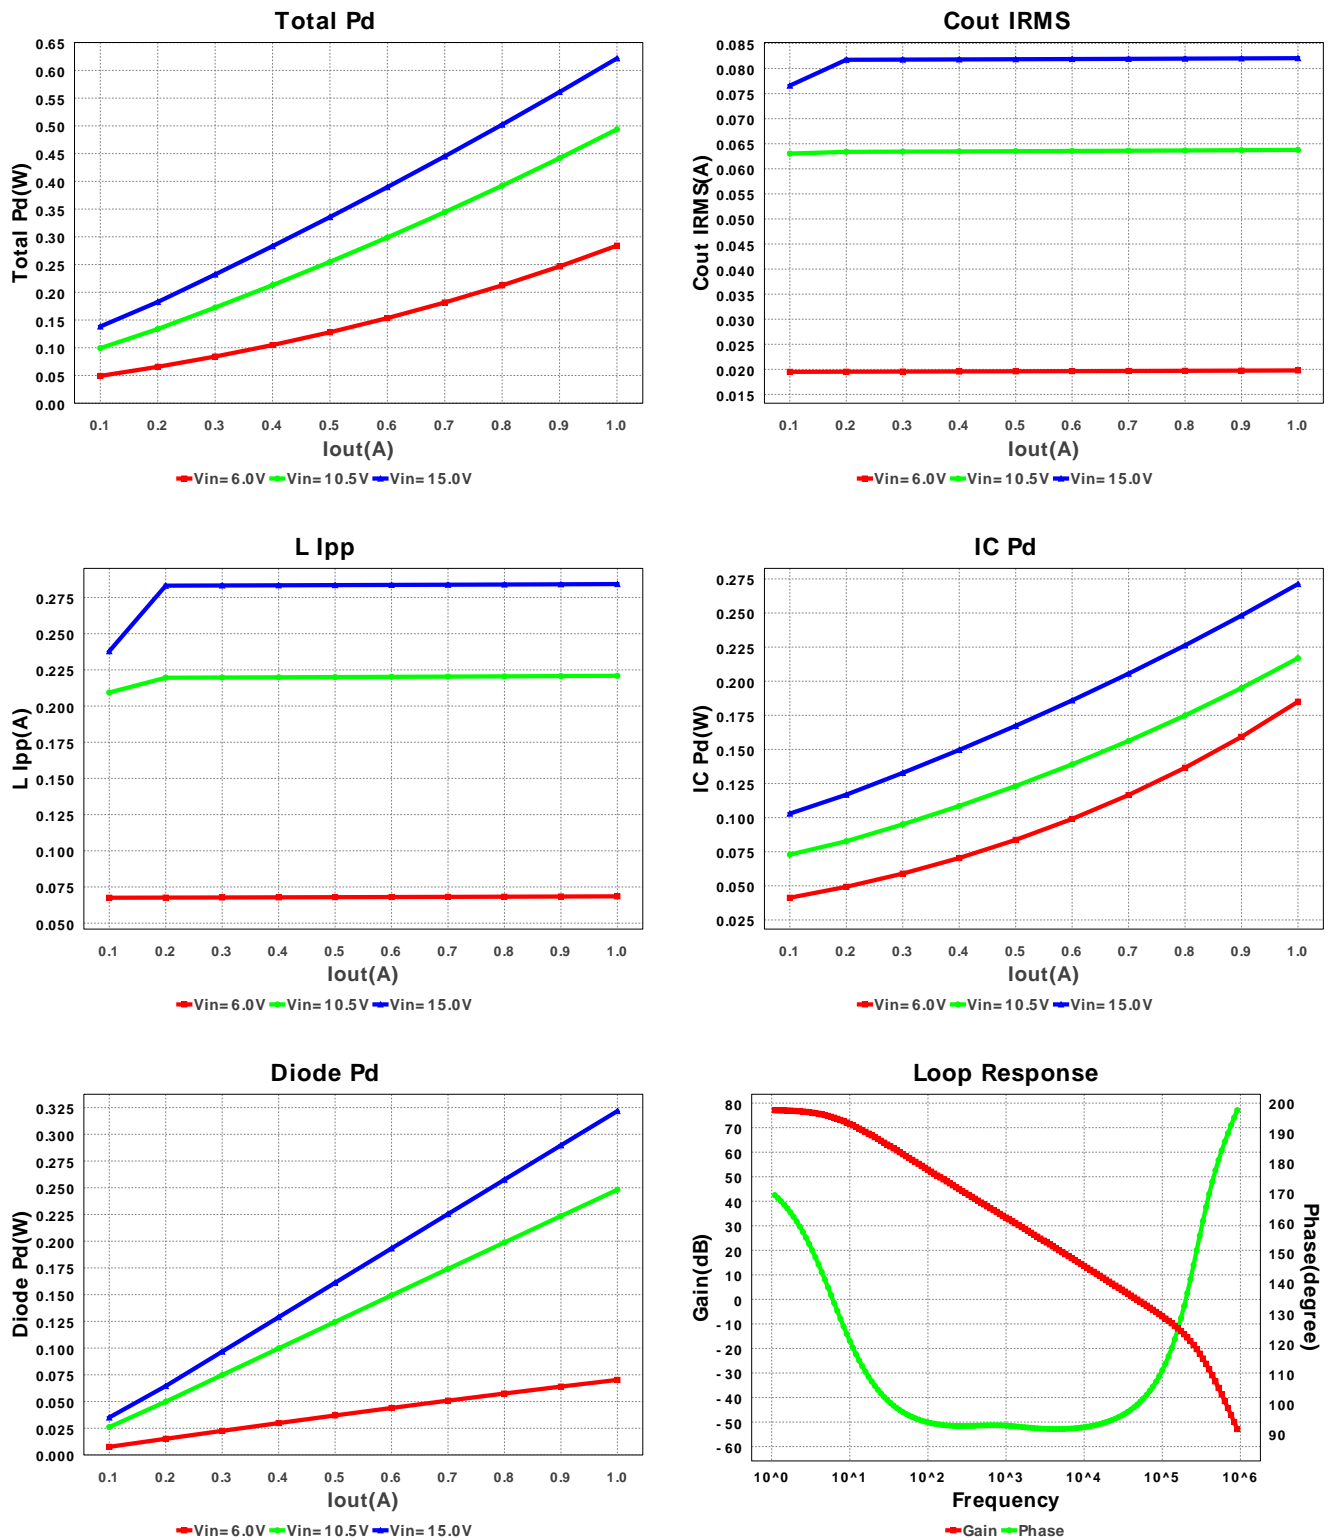 Total Pd
0.65
0.60
0.55
0.50
0.45
0.40
0.35
0.30
0.25
0.20
0.15
0.10
0.05
0.00
Total Pd(W)
0.1 0.2 0.3 0.4 0.5 0.6 0.7 0.8 0.9 1.0
Iout(A)
Vin=6.0V Vin=10.5V Vin=15.0V
Cout IRMS
0.085
0.080
0.075
0.070
0.065
0.060
0.055
0.050
0.045
0.040
0.035
0.030
0.025
0.020
0.015
Cout IRMS(A)
0.1 0.2 0.3 0.4 0.5 0.6 0.7 0.8 0.9 1.0
Iout(A)
Vin=6.0V Vin=10.5V Vin=15.0V
L Ipp
0.275
0.250
0.225
0.200
0.175
0.150
0.125
0.100
0.075
0.050
L Ipp(A)
0.1 0.2 0.3 0.4 0.5 0.6 0.7 0.8 0.9 1.0
Iout(A)
Vin=6.0V Vin=10.5V Vin=15.0V
IC Pd
0.275
0.250
0.225
0.200
0.175
0.150
0.125
0.100
0.075
0.050
0.025
IC Pd(W)
0.1 0.2 0.3 0.4 0.5 0.6 0.7 0.8 0.9 1.0
Iout(A)
Vin=6.0V Vin=10.5V Vin=15.0V
Diode Pd
0.325
0.300
0.275
0.250
0.225
0.200
0.175
0.150
0.125
0.100
0.075
0.050
0.025
0.000
Diode Pd(W)
0.1 0.2 0.3 0.4 0.5 0.6 0.7 0.8 0.9 1.0
Iout(A)
Vin=6.0V Vin=10.5V Vin=15.0V
Loop Response
80
70
60
50
40
30
20
10
0
-10
-20
-30
-40
-50
-60
Gain(dB)
200
190
180
170
160
150
140
130
120
110
100
90
Phase(degree)
10^0 10^1 10^2 10^3 10^4 10^5 10^6
Frequency
Gain Phase